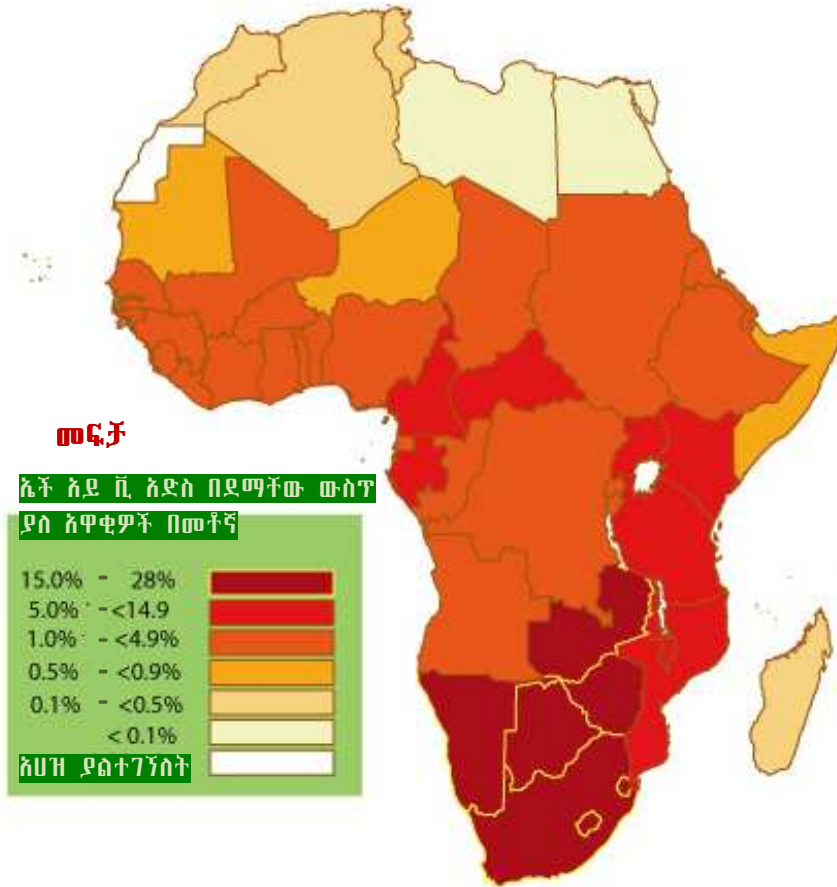 መፍቻ
ኤች አይ ቪ አድስ በደማቸው ውስጥ
ያለ አዋቂዎች በመቶኛ
15.0% - 28%
5.0% - <14.9
1.0% - <4.9%
0.5% - <0.9%
0.1% - <0.5%
< 0.1%
አሀዝ ያልተገኘለት